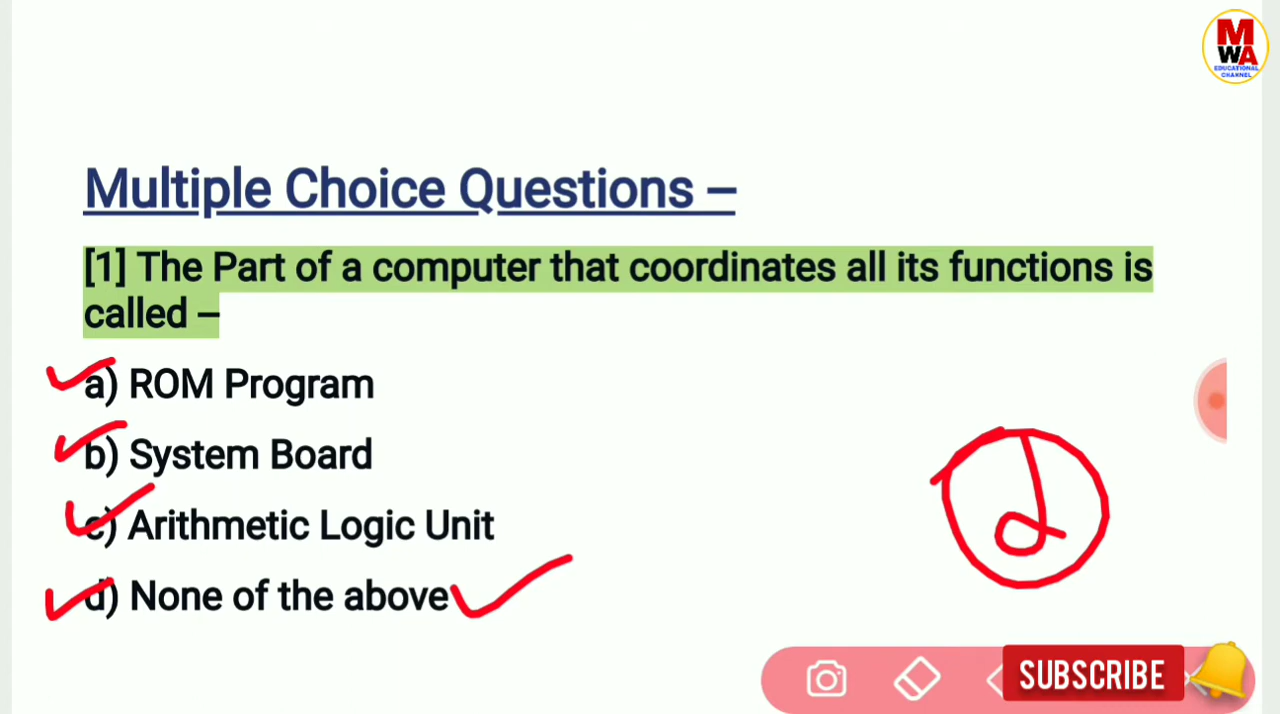 M
WA
EDUCATIONAL
CHANNEL
Multiple Choice Questions –
[1] The Part of a computer that coordinates all its functions is
called –
a) ROM Program
b) System Board
c) Arithmetic Logic Unit
d) None of the above
d
SUBSCRIBE